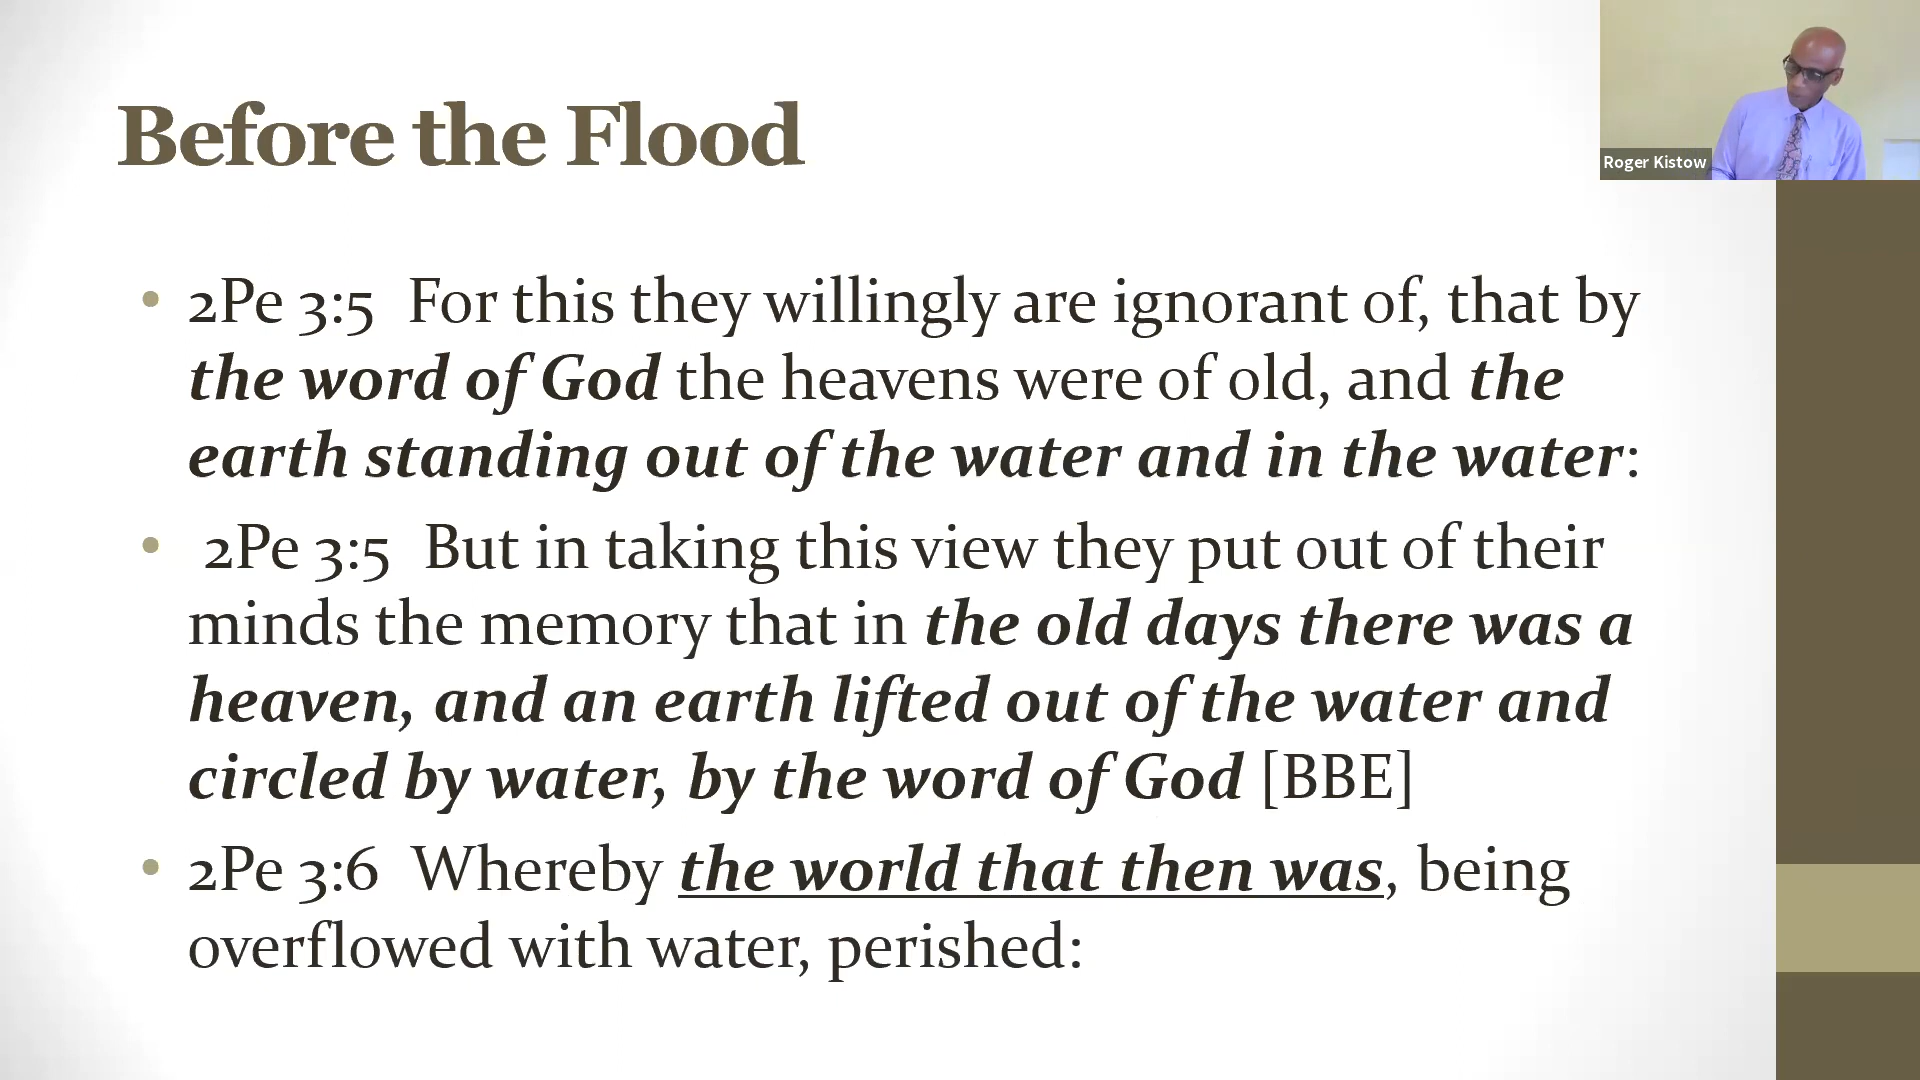 Before the Flood
Roger Kistow
• 2Pe 3:5 For this they willingly are ignorant of, that by
the word of God the heavens were of old, and the
earth standing out of the water and in the water:
• 2Pe 3:5 But in taking this view they put out of their
minds the memory that in the old days there was a
heaven, and an earth lifted out of the water and
circled by water, by the word of God [BBE]
• 2Pe 3:6 Whereby the world that then was, being
overflowed with water, perished: